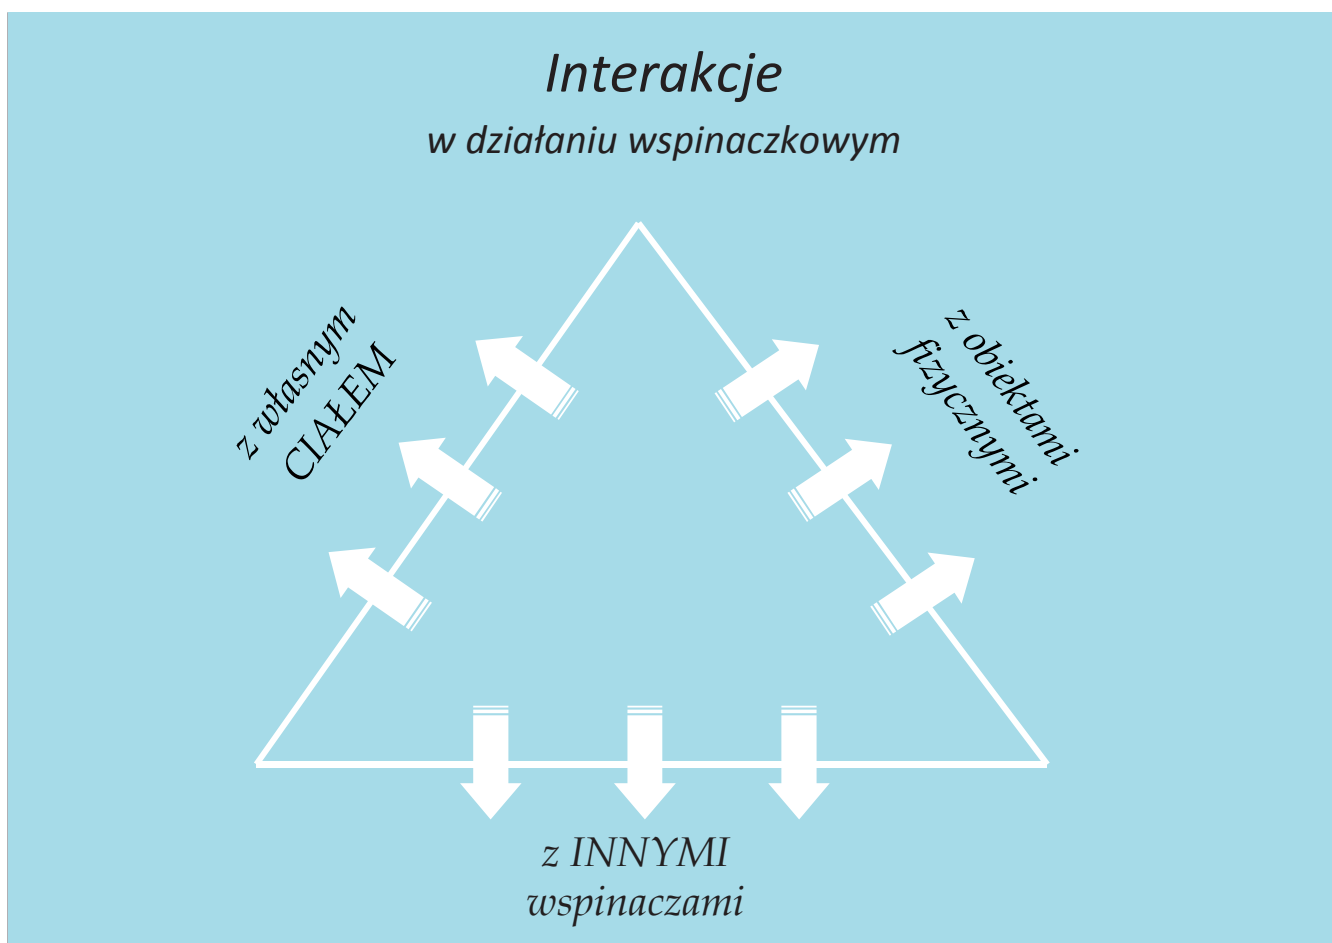 Interakcje
w działaniu wspinaczkowym
z własnym
CIAŁEM
z obiektami
fizycznymi
z INNYMI
wspinaczami